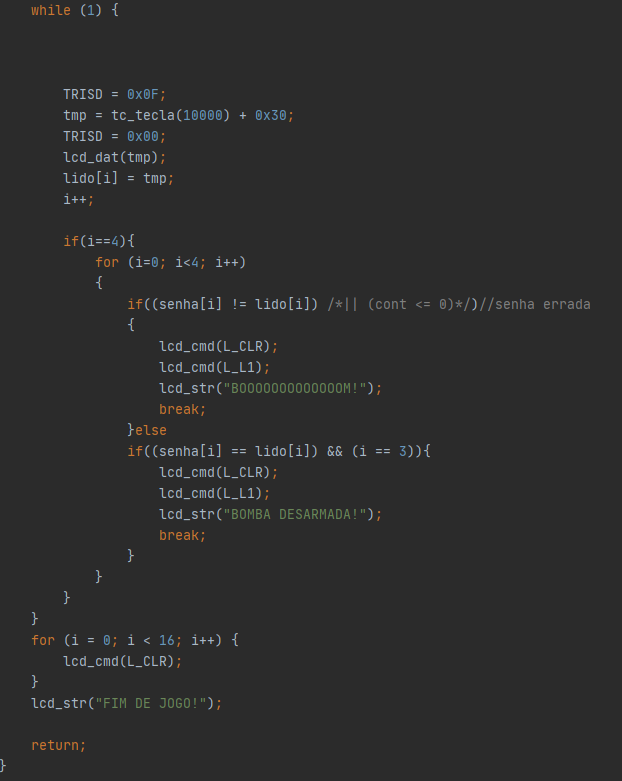 while (1) {
TRISD = 0x0F;
tmp = tc_tecla(10000) + 0x30;
TRISD = 0x00;
lcd_dat(tmp);
lido[i] = tmp;
i++;
if(i==4){
for (i=0; i<4; i++)
{
if((senha[i] != lido[i]) /*|| (cont <= 0)*/)//senha errada
{
lcd_cmd(L_CLR);
lcd_cmd(L_L1);
lcd_str("BOOOOOOOOOOOOOM!");
break;
}else
if((senha[i] == lido[i]) && (i == 3)){
lcd_cmd(L_CLR);
lcd_cmd(L_L1);
lcd_str("BOMBA DESARMADA!");
break;
}
}
}
}
for (i = 0; i < 16; i++) {
lcd_cmd(L_CLR);
}
lcd_str("FIM DE JOGO!");
return;
}